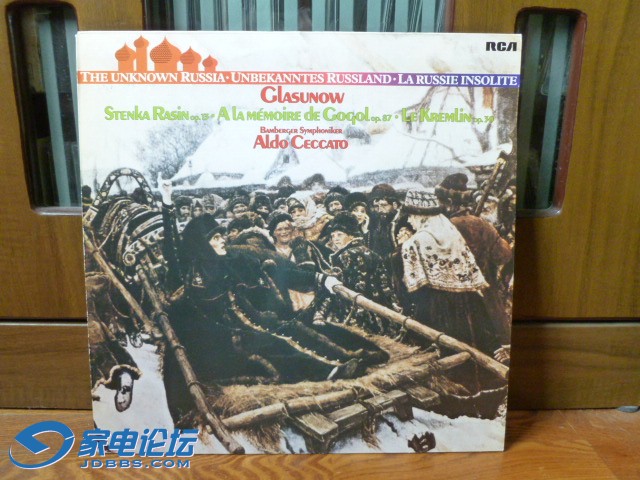 RCA
THE UNKNOWN RUSSIA · UNBEKANNTES RUSSLAND · LA RUSSIE INSOLITE
GLASUNOW
STENKA RASIN op. 13 · A LA MÉMOIRE DE GOGOL op. 87 · LE KREMLIN op. 30
BAMBERGER SYMPHONIKER
ALDO CECCATO
家电论坛
JDBBS.COM